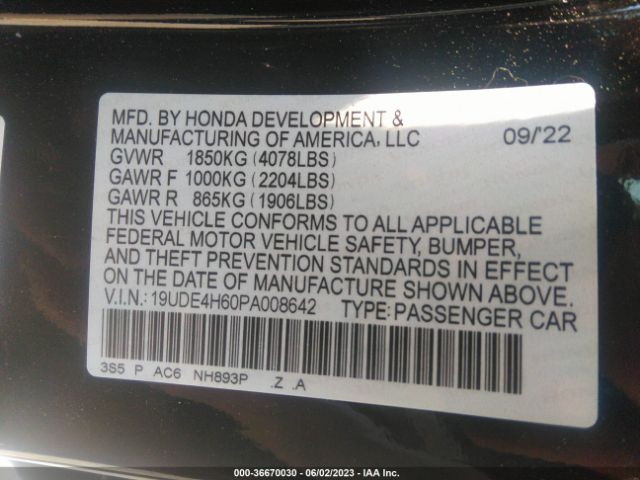 MFD. BY HONDA DEVELOPMENT &
MANUFACTURING OF AMERICA, LLC 09/'22
GVWR 1850KG (4078LBS)
GAWR F 1000KG (2204LBS)
GAWR R 865KG (1906LBS)
THIS VEHICLE CONFORMS TO ALL APPLICABLE
FEDERAL MOTOR VEHICLE SAFETY, BUMPER,
AND THEFT PREVENTION STANDARDS IN EFFECT
ON THE DATE OF MANUFACTURE SHOWN ABOVE.
V.I.N.: 19UDE4H60PA008642 TYPE: PASSENGER CAR
3S5 P AC6 NH893P .Z .A
000-36670030 - 06/02/2023 - IAA Inc.